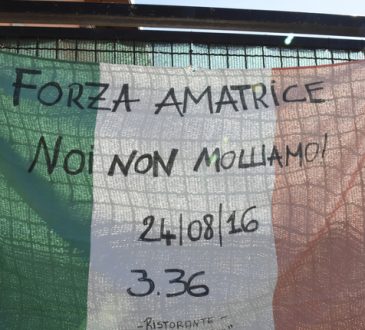 FORZA AMATRICE
NOI NON MOLLIAMO!
24/08/16
3.36
-RISTORANTE-